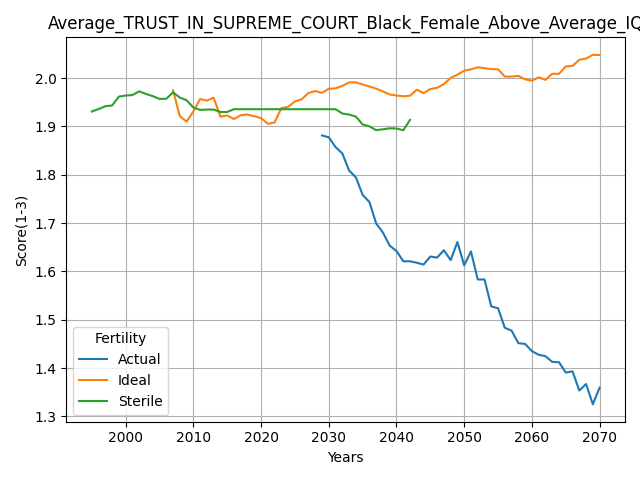 Average_TRUST_IN_SUPREME_COURT_Black_Female_Above_Average_IQ
Score(1-3)
2.0
1.9
1.8
1.7
1.6
1.5
1.4
1.3
Fertility
Actual
Ideal
Sterile
2000 2010 2020 2030 2040 2050 2060 2070
Years